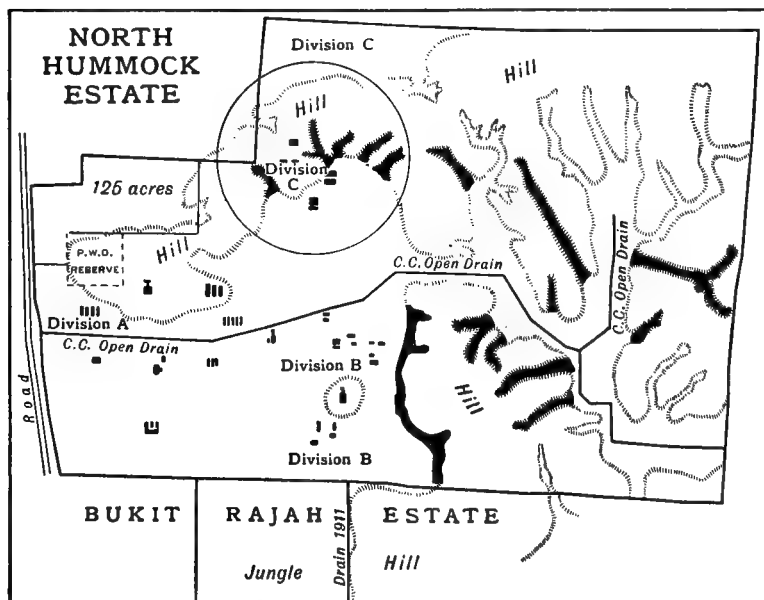 NORTH
HUMMOCK
ESTATE
Division C
Hill
Hill
125 acres
Division
C
P.W.D.
RESERVE
Hill
C.C. Open Drain
C.C. Open Drain
Division A
C.C. Open Drain
Division B
Hill
Division B
Road
BUKIT RAJAH ESTATE
Jungle
Drain 1911
Hill